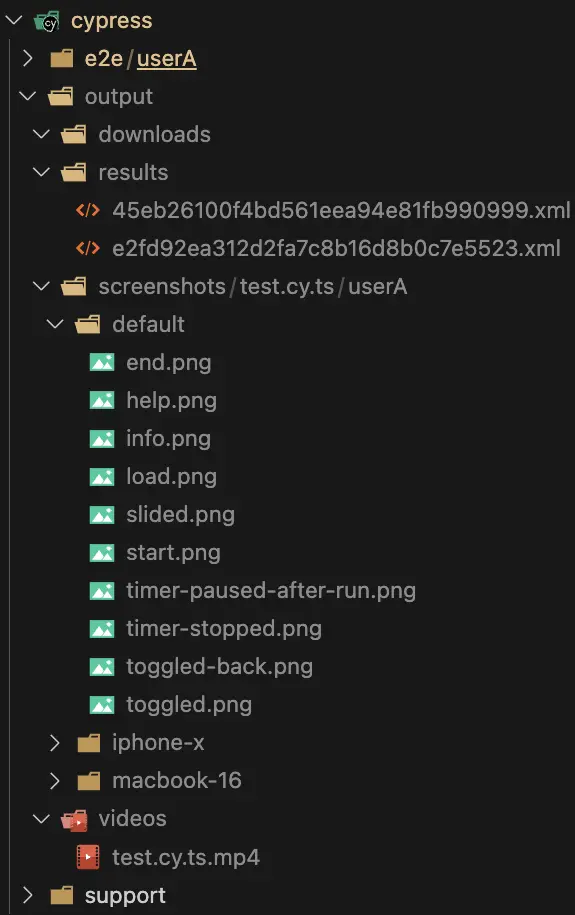 cypress
e2e/userA
output
downloads
results
45eb26100f4bd561eea94e81fb990999.xml
e2fd92ea312d2fa7c8b16d8b0c7e5523.xml
screenshots/test.cy.ts/userA
default
end.png
help.png
info.png
load.png
slided.png
start.png
timer-paused-after-run.png
timer-stopped.png
toggled-back.png
toggled.png
iphone-x
macbook-16
videos
test.cy.ts.mp4
support